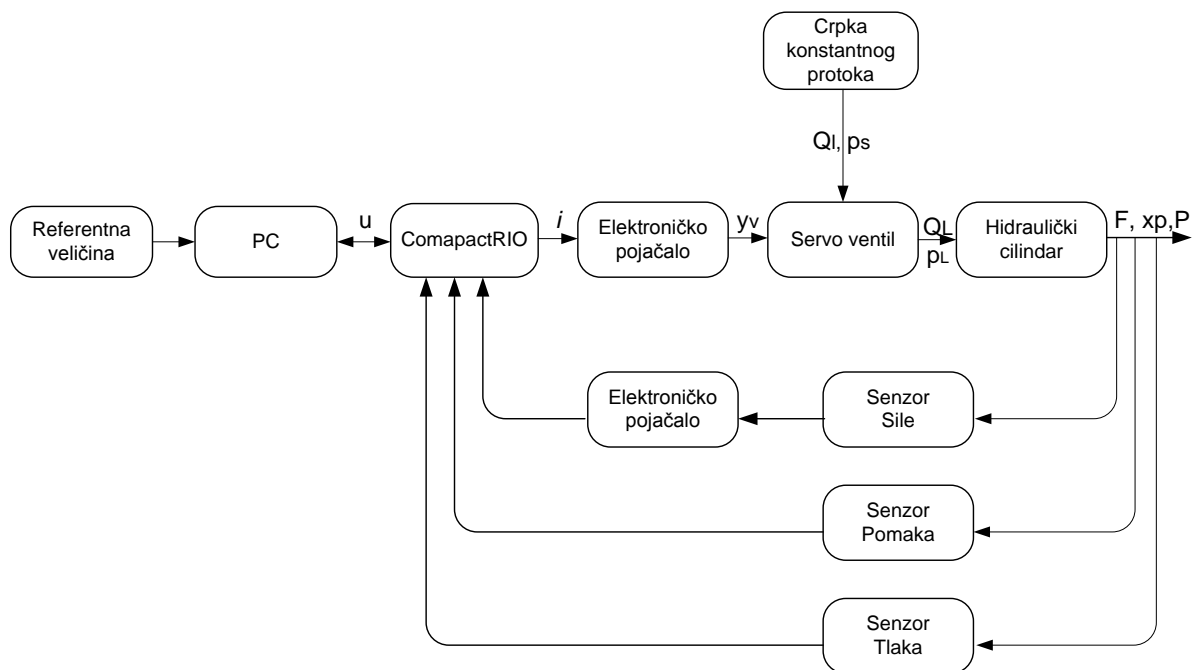 Crpka
konstantnog
protoka
Ql, ps
Referentna
veličina
PC
u
ComapactRIO
i
Elektroničko
pojačalo
yv
Servo ventil
QL
pL
Hidraulički
cilindar
F, xp,P
Elektroničko
pojačalo
Senzor
Sile
Senzor
Pomaka
Senzor
Tlaka